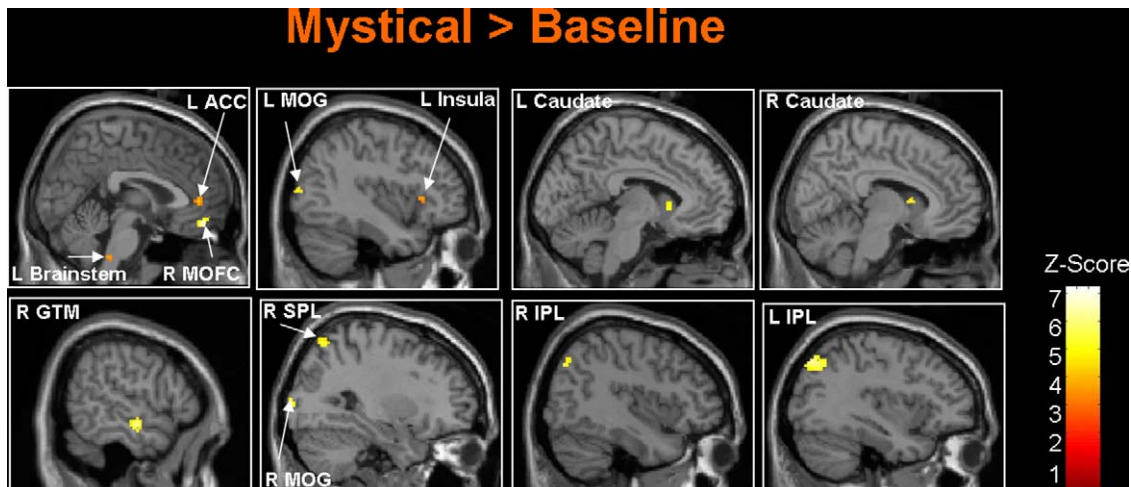 Mystical > Baseline
L ACC
L Brainstem
R MOFC
L MOG
L Insula
L Caudate
R Caudate
R GTM
R SPL
R MOG
R IPL
L IPL
Z-Score
7
6
5
4
3
2
1